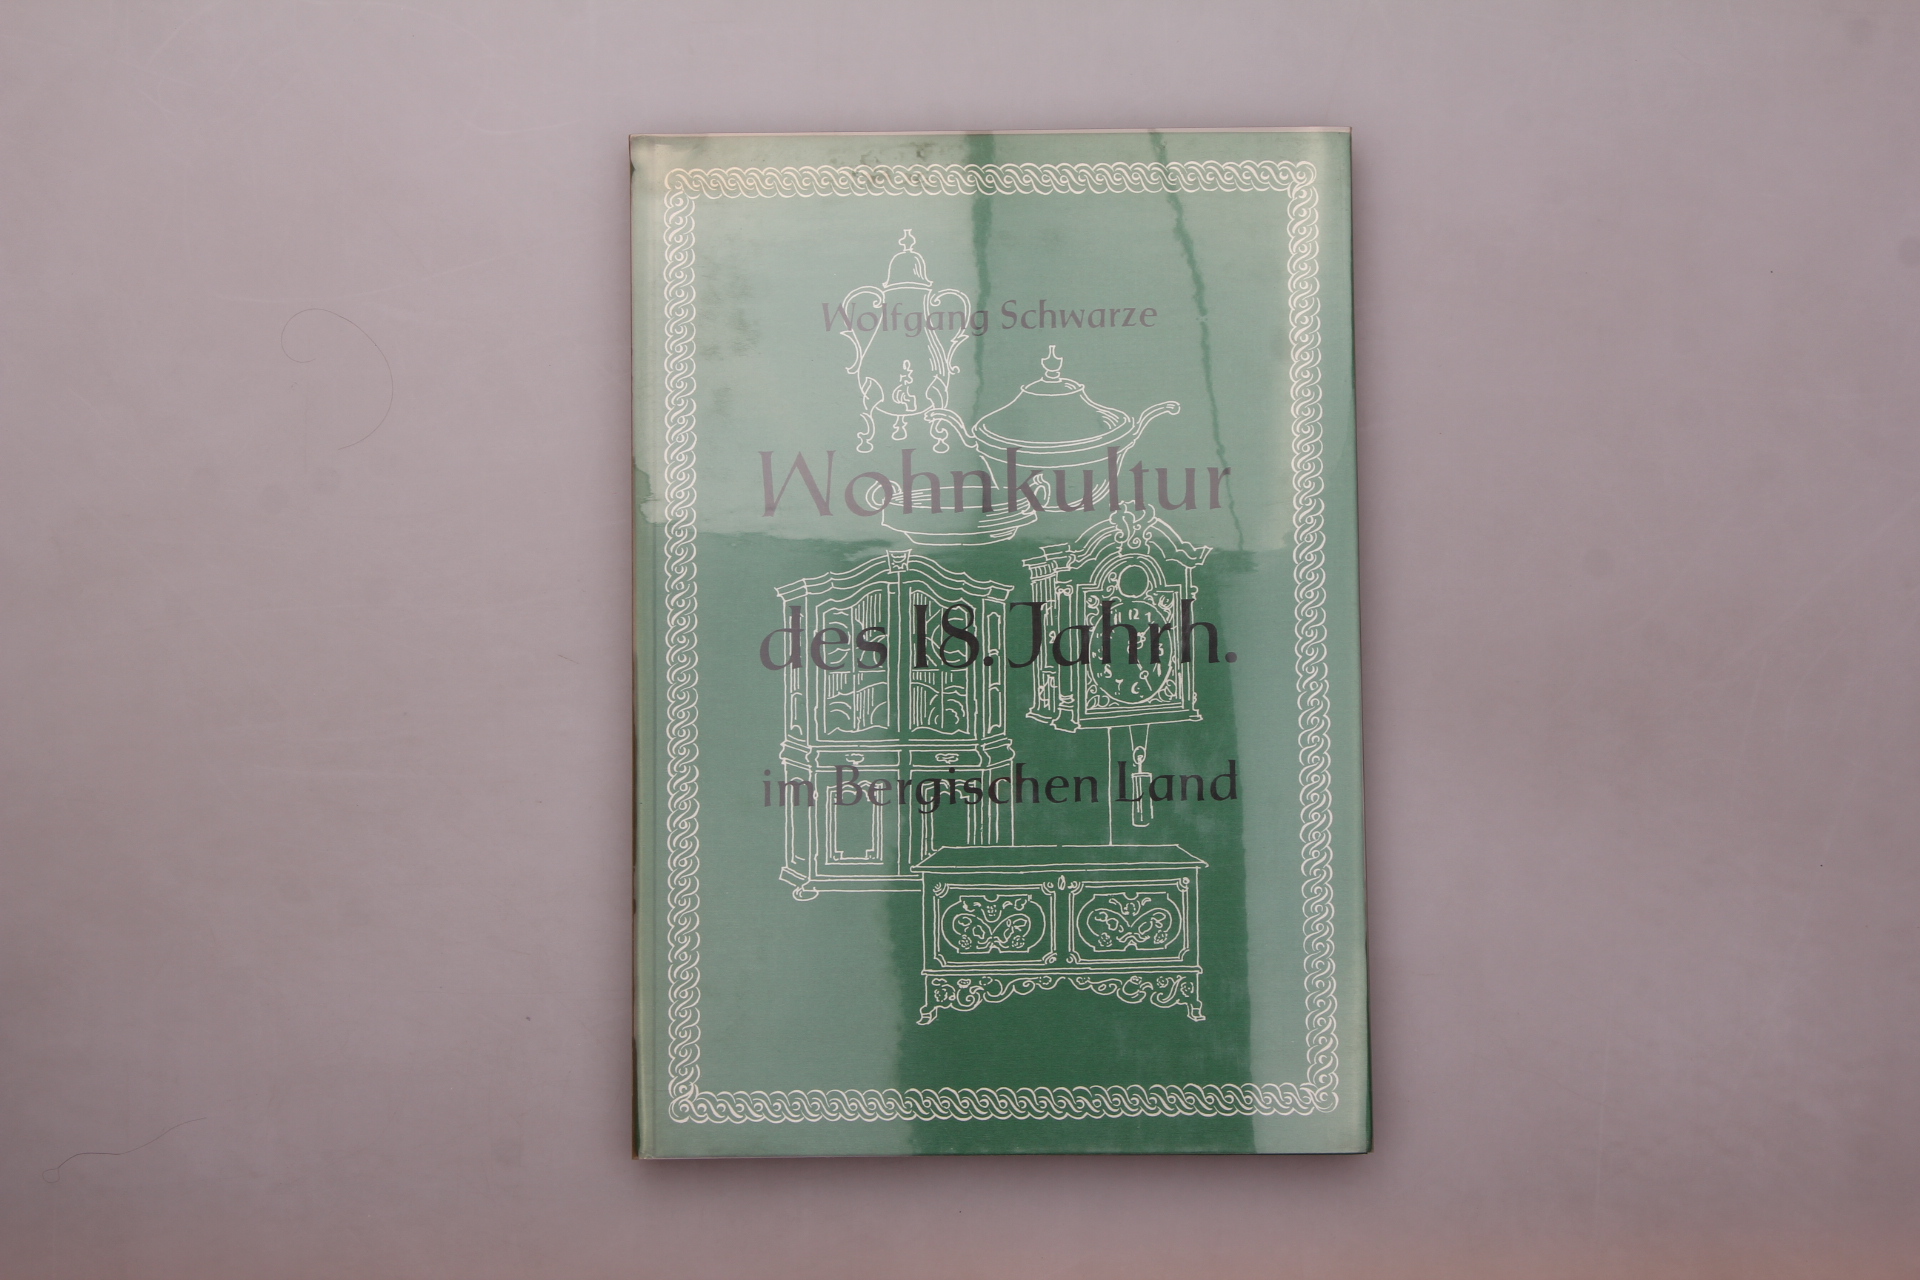 Wolfgang Schwarze
Wohnkultur
des 18. Jahrh.
im Bergischen Land